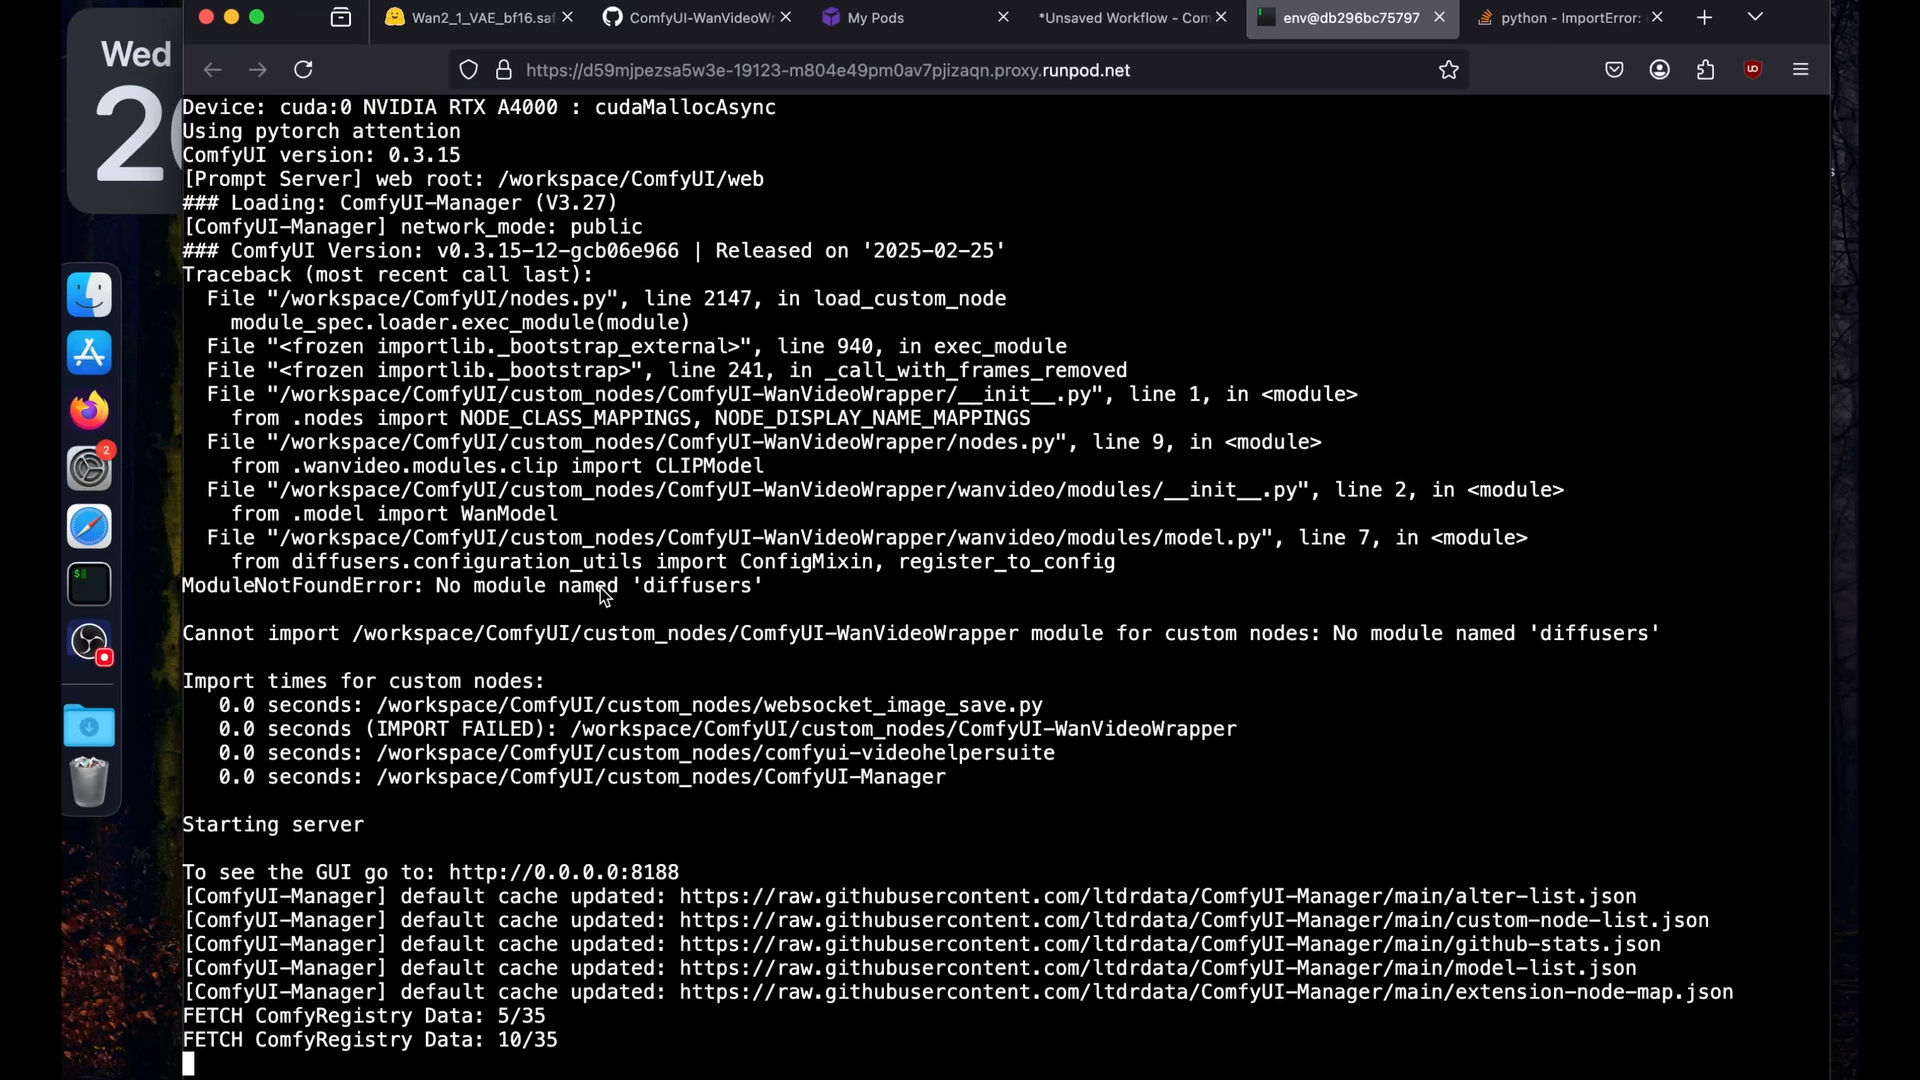 Wed
2
Wan2_1_VAE_bf16.saf
ComfyUI-WanVideoW
My Pods
*Unsaved Workflow - Com
env@db296bc75797
python - ImportError:
https://d59mjpezsa5w3e-19123-m804e49pm0av7pjizaqn.proxy.runpod.net
Device: cuda:0 NVIDIA RTX A4000 : cudaMallocAsync
Using pytorch attention
ComfyUI version: 0.3.15
[Prompt Server] web root: /workspace/ComfyUI/web
### Loading: ComfyUI-Manager (V3.27)
[ComfyUI-Manager] network_mode: public
### ComfyUI Version: v0.3.15-12-gcb06e966 | Released on '2025-02-25'
Traceback (most recent call last):
File "/workspace/ComfyUI/nodes.py", line 2147, in load_custom_node
module_spec.loader.exec_module(module)
File "<frozen importlib._bootstrap_external>", line 940, in exec_module
File "<frozen importlib._bootstrap>", line 241, in _call_with_frames_removed
File "/workspace/ComfyUI/custom_nodes/ComfyUI-WanVideoWrapper/__init__.py", line 1, in <module>
from .nodes import NODE_CLASS_MAPPINGS, NODE_DISPLAY_NAME_MAPPINGS
File "/workspace/ComfyUI/custom_nodes/ComfyUI-WanVideoWrapper/nodes.py", line 9, in <module>
from .wanvideo.modules.clip import CLIPModel
File "/workspace/ComfyUI/custom_nodes/ComfyUI-WanVideoWrapper/wanvideo/modules/__init__.py", line 2, in <module>
from .model import WanModel
File "/workspace/ComfyUI/custom_nodes/ComfyUI-WanVideoWrapper/wanvideo/modules/model.py", line 7, in <module>
from diffusers.configuration_utils import ConfigMixin, register_to_config
ModuleNotFoundError: No module named 'diffusers'
Cannot import /workspace/ComfyUI/custom_nodes/ComfyUI-WanVideoWrapper module for custom nodes: No module named 'diffusers'
Import times for custom nodes:
0.0 seconds: /workspace/ComfyUI/custom_nodes/websocket_image_save.py
0.0 seconds (IMPORT FAILED): /workspace/ComfyUI/custom_nodes/ComfyUI-WanVideoWrapper
0.0 seconds: /workspace/ComfyUI/custom_nodes/comfyui-videohelpersuite
0.0 seconds: /workspace/ComfyUI/custom_nodes/ComfyUI-Manager
Starting server
To see the GUI go to: http://0.0.0.0:8188
[ComfyUI-Manager] default cache updated: https://raw.githubusercontent.com/ltdrdata/ComfyUI-Manager/main/alter-list.json
[ComfyUI-Manager] default cache updated: https://raw.githubusercontent.com/ltdrdata/ComfyUI-Manager/main/custom-node-list.json
[ComfyUI-Manager] default cache updated: https://raw.githubusercontent.com/ltdrdata/ComfyUI-Manager/main/github-stats.json
[ComfyUI-Manager] default cache updated: https://raw.githubusercontent.com/ltdrdata/ComfyUI-Manager/main/model-list.json
[ComfyUI-Manager] default cache updated: https://raw.githubusercontent.com/ltdrdata/ComfyUI-Manager/main/extension-node-map.json
FETCH ComfyRegistry Data: 5/35
FETCH ComfyRegistry Data: 10/35